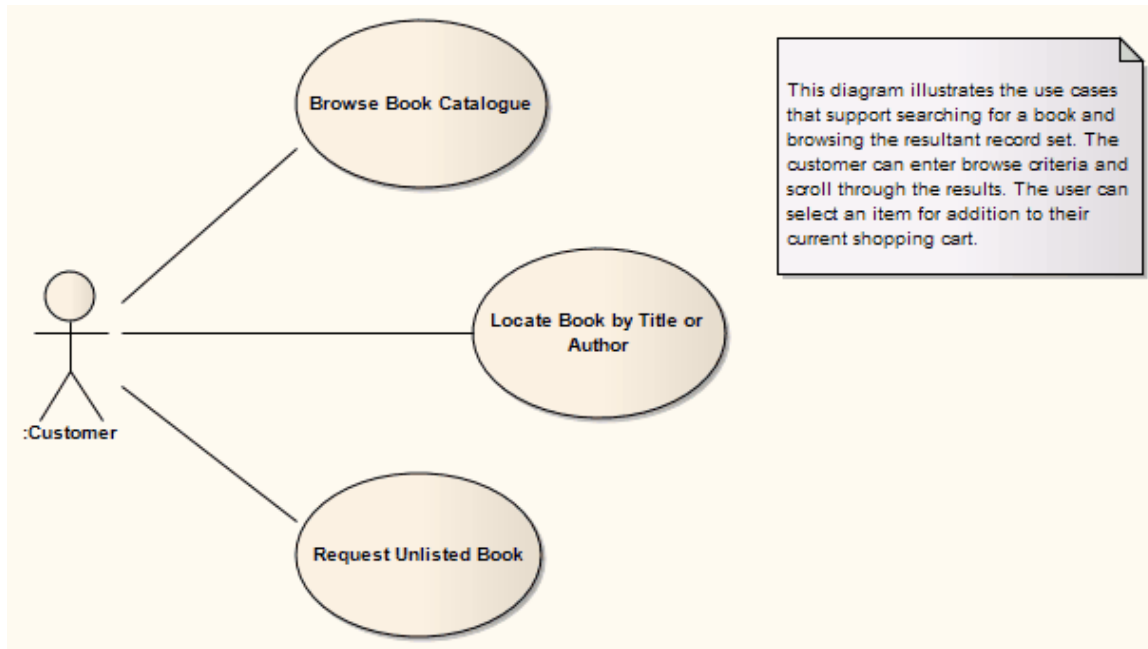 Browse Book Catalogue
This diagram illustrates the use cases
that support searching for a book and
browsing the resultant record set. The
customer can enter browse criteria and
scroll through the results. The user can
select an item for addition to their
current shopping cart.
Locate Book by Title or
Author
:Customer
Request Unlisted Book